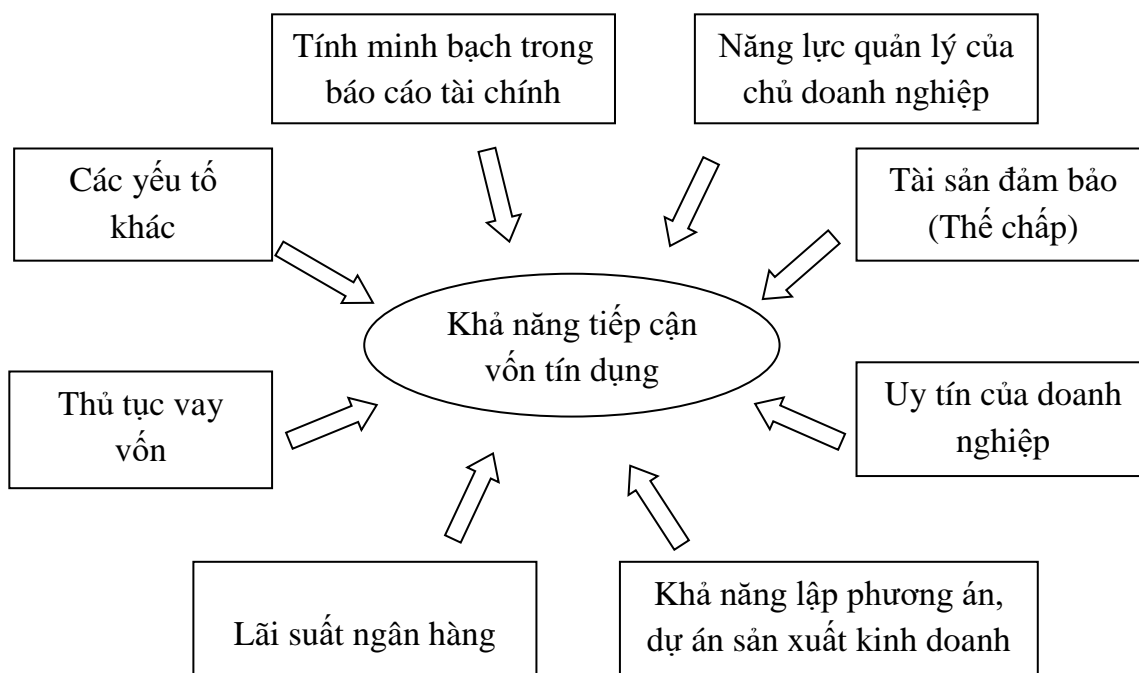 Tính minh bạch trong
báo cáo tài chính
Năng lực quản lý của
chủ doanh nghiệp
Các yếu tố
khác
Tài sản đảm bảo
(Thế chấp)
Khả năng tiếp cận
vốn tín dụng
Thủ tục vay
vốn
Uy tín của doanh
nghiệp
Lãi suất ngân hàng
Khả năng lập phương án,
dự án sản xuất kinh doanh